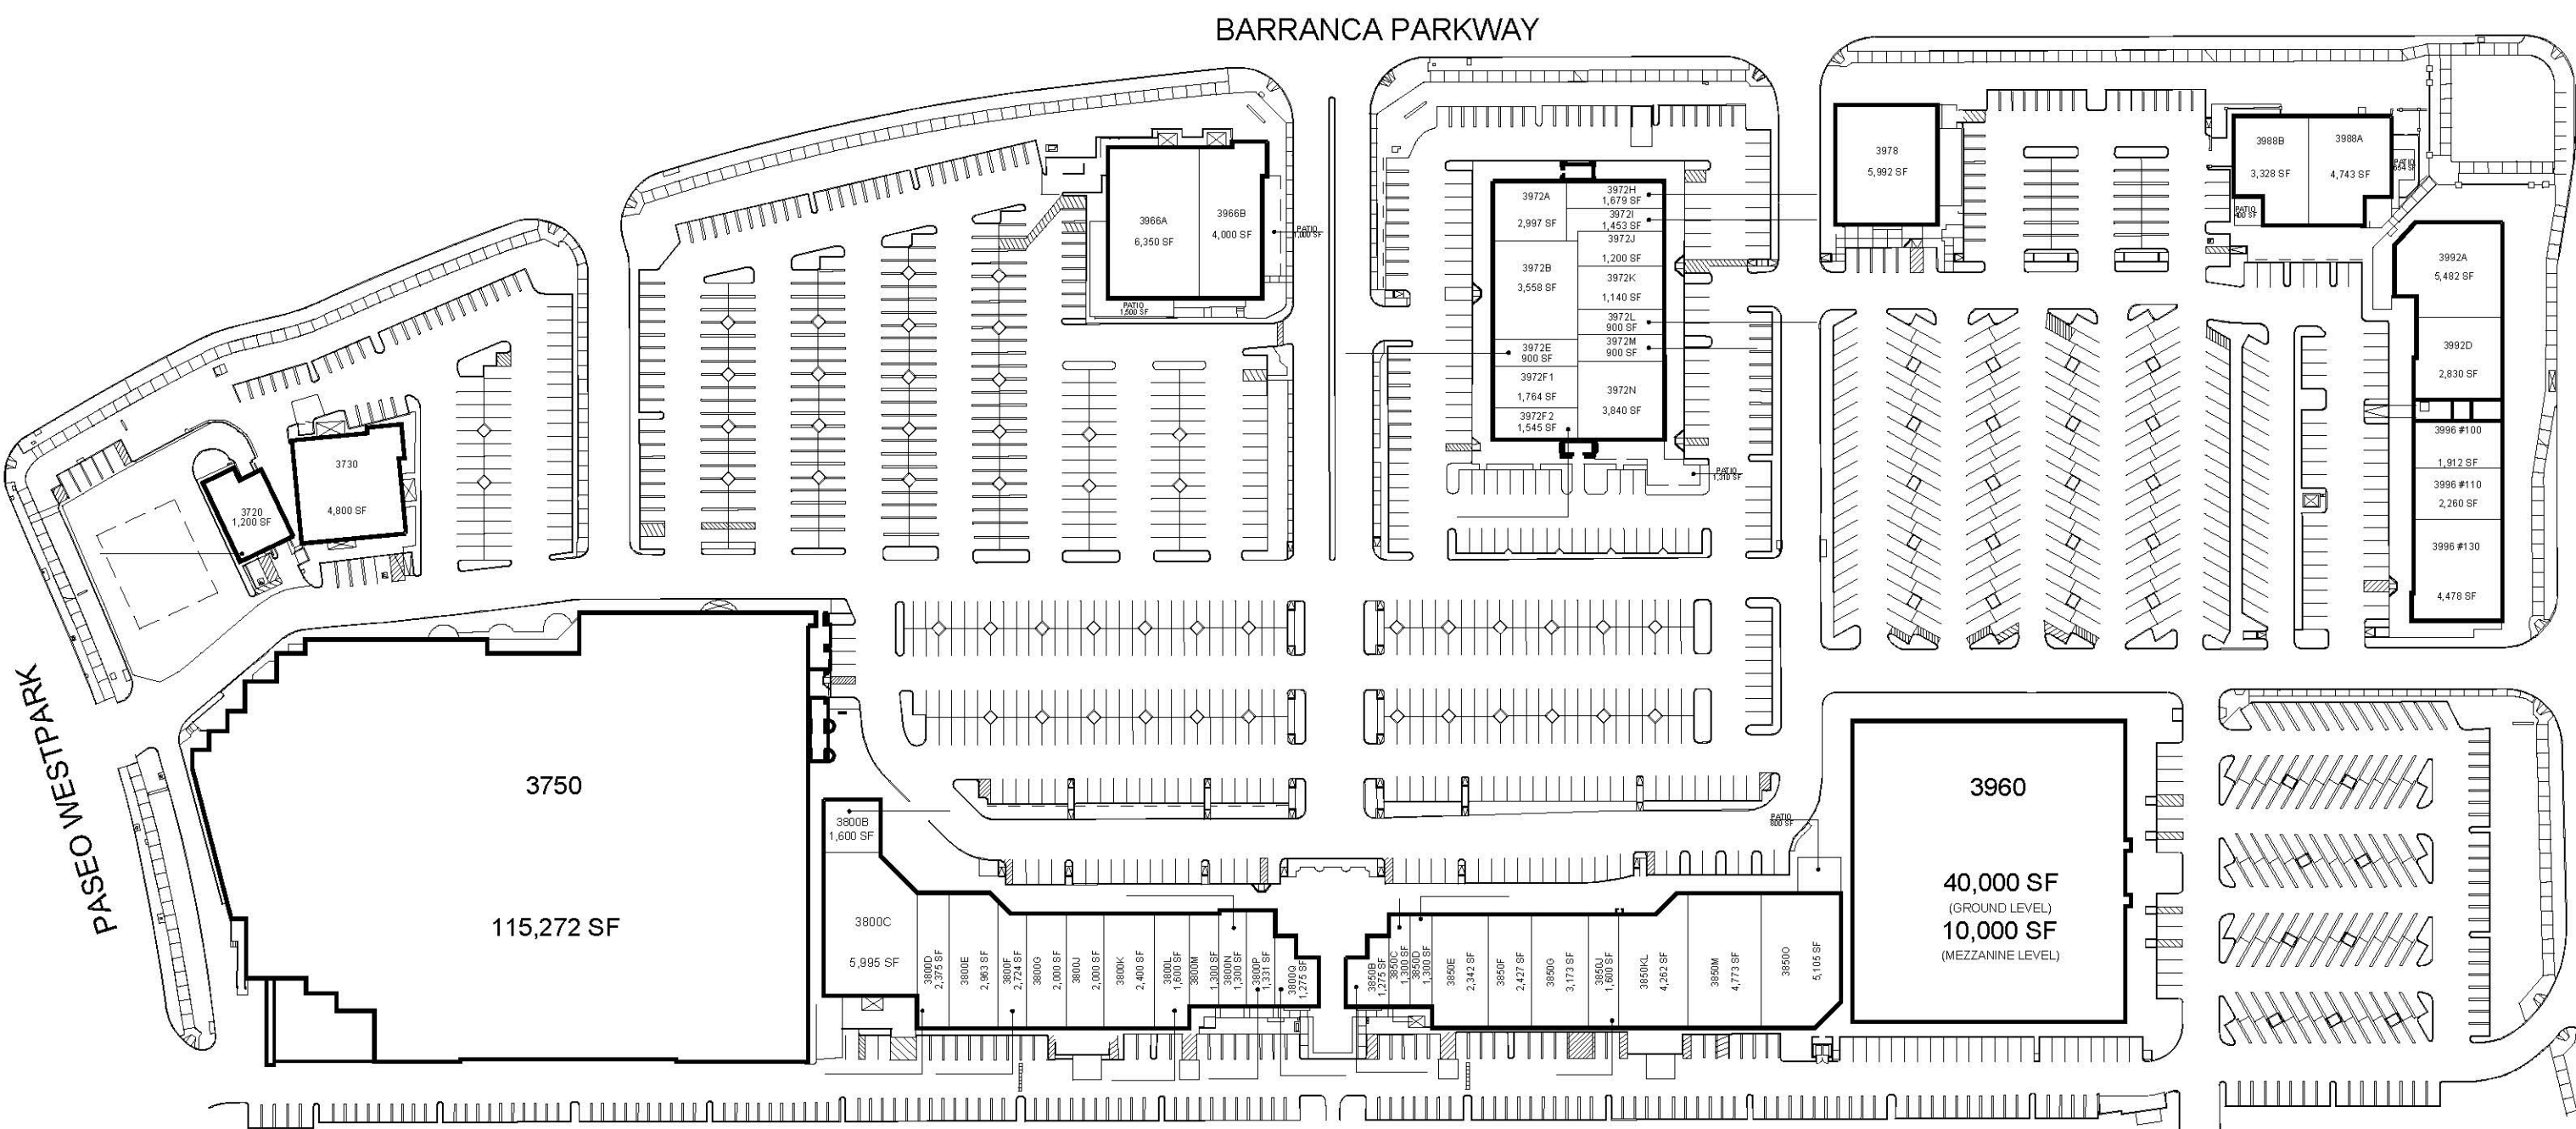 BARRANCA PARKWAY
3978
5,992 SF
3988B
3,328 SF
3988A
4,743 SF
PATIO
PATIO
400 SF
3966A
6,350 SF
3966B
4,000 SF
PATIO
1,000 SF
PATIO
1,500 SF
3972A
2,997 SF
3972H
1,679 SF
3972I
1,453 SF
3972J
1,200 SF
3972B
3,558 SF
3972K
1,140 SF
3972L
900 SF
3972M
900 SF
3972E
900 SF
3972F1
1,764 SF
3972N
3,840 SF
3972F2
1,545 SF
PATIO
1,310 SF
3992A
5,482 SF
3992D
2,830 SF
3996 #100
1,912 SF
3996 #110
2,260 SF
3996 #130
4,478 SF
3730
4,800 SF
3720
1,200 SF
PASEO WESTPARK
3750
115,272 SF
3800B
1,600 SF
3800C
5,995 SF
3800D
2,375 SF
3800E
2,963 SF
3800F
2,724 SF
3800G
2,000 SF
3800J
2,000 SF
3800K
2,400 SF
3800L
1,600 SF
3800M
1,300 SF
3800N
1,300 SF
3800P
1,331 SF
3800Q
1,275 SF
3850B
1,275 SF
3850C
1,300 SF
3850D
1,300 SF
3850E
2,342 SF
3850F
2,427 SF
3850G
3,173 SF
3850J
1,600 SF
3850KL
4,262 SF
3850M
4,773 SF
3850O
5,105 SF
PATIO
800 SF
3960
40,000 SF
(GROUND LEVEL)
10,000 SF
(MEZZANINE LEVEL)